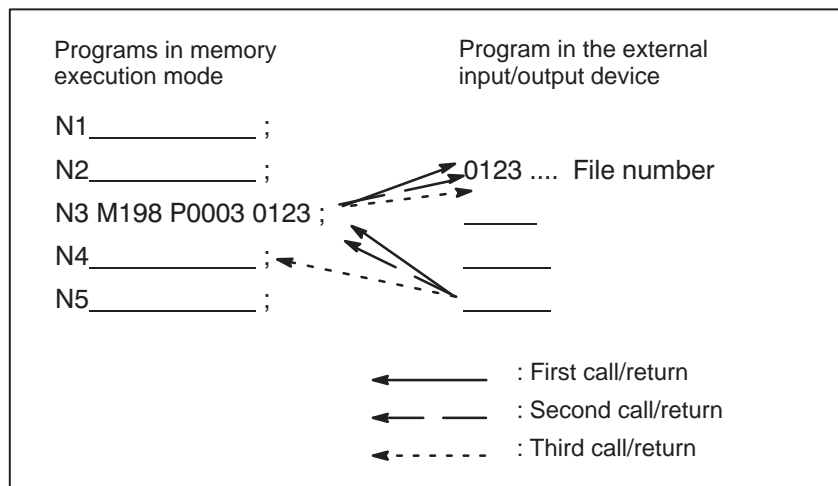 Programs in memory
execution mode
Program in the external
input/output device
N1 ;
N2 ;
0123 .... File number
N3 M198 P0003 0123 ;
N4 ;
N5 ;
: First call/return
: Second call/return
: Third call/return